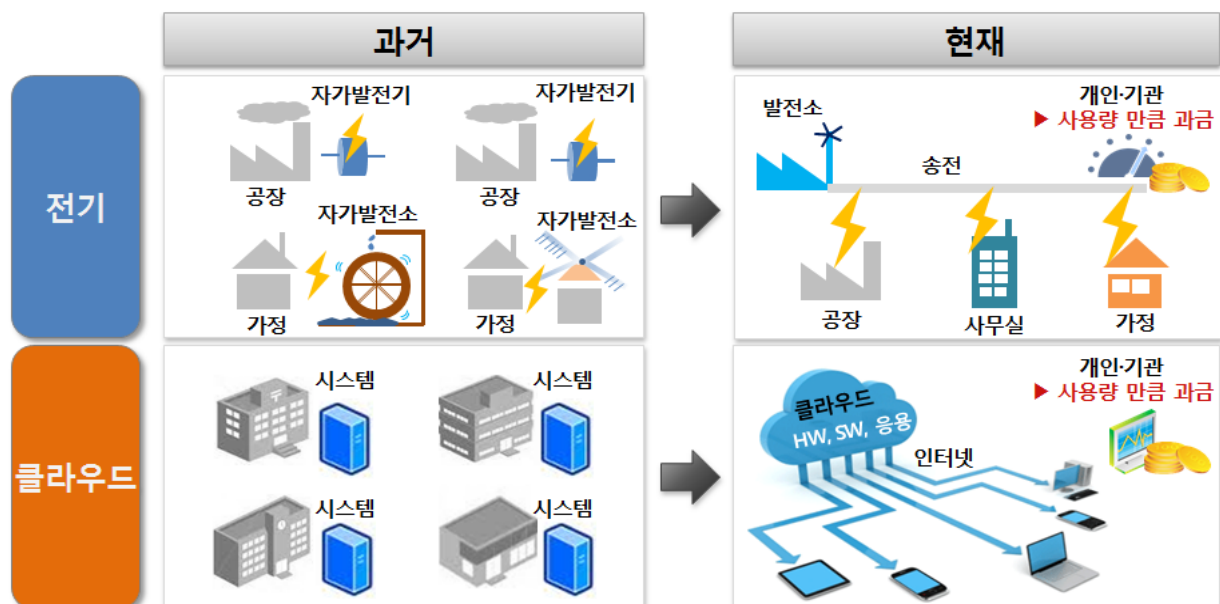 과거
현재
전기
자가발전기
자가발전기
공장
공장
자가발전소
자가발전소
가정
가정
발전소
개인·기관
▶ 사용량 만큼 과금
송전
공장
사무실
가정
클라우드
시스템
시스템
시스템
시스템
클라우드
HW, SW, 응용
인터넷
개인·기관
▶ 사용량 만큼 과금